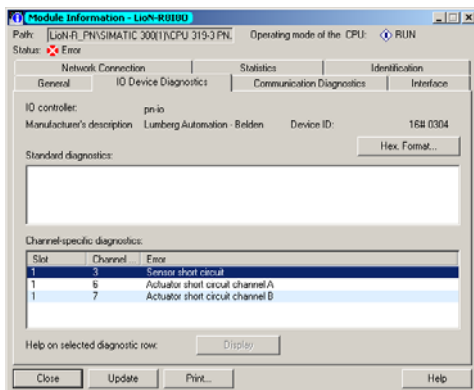 Module Information - LioN-R8I8O
Path: LioN-R_PN\SIMATIC 300(1)\CPU 319-3 PN, Operating mode of the CPU: RUN
Status: Error
Network Connection Statistics Identification
General IO Device Diagnostics Communication Diagnostics Interface
IO controller: pn-io
Manufacturer's description Lumberg Automation - Belden Device ID: 16# 0304
Hex. Format...
Standard diagnostics:
Channel-specific diagnostics:
Slot Channel ... Error
1 3 Sensor short circuit
1 6 Actuator short circuit channel A
1 7 Actuator short circuit channel B
Help on selected diagnostic row: Display
Close Update Print... Help